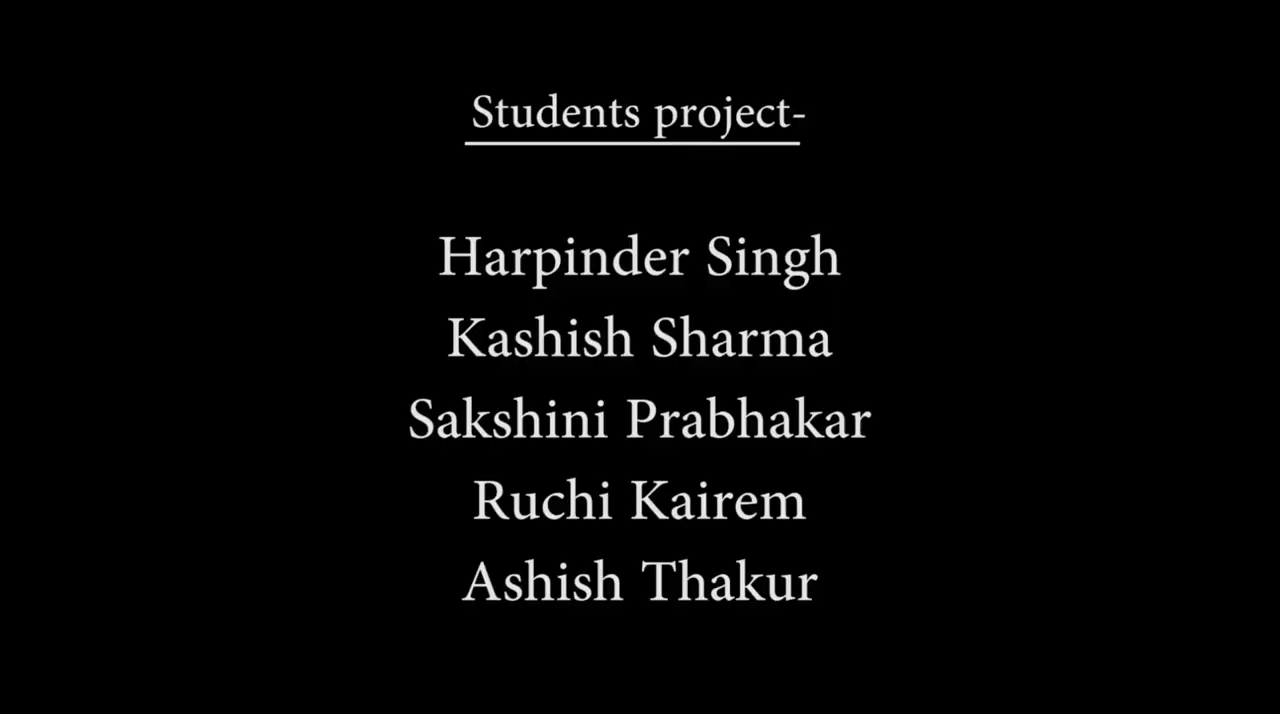 Students project-
Harpinder Singh
Kashish Sharma
Sakshini Prabhakar
Ruchi Kairem
Ashish Thakur